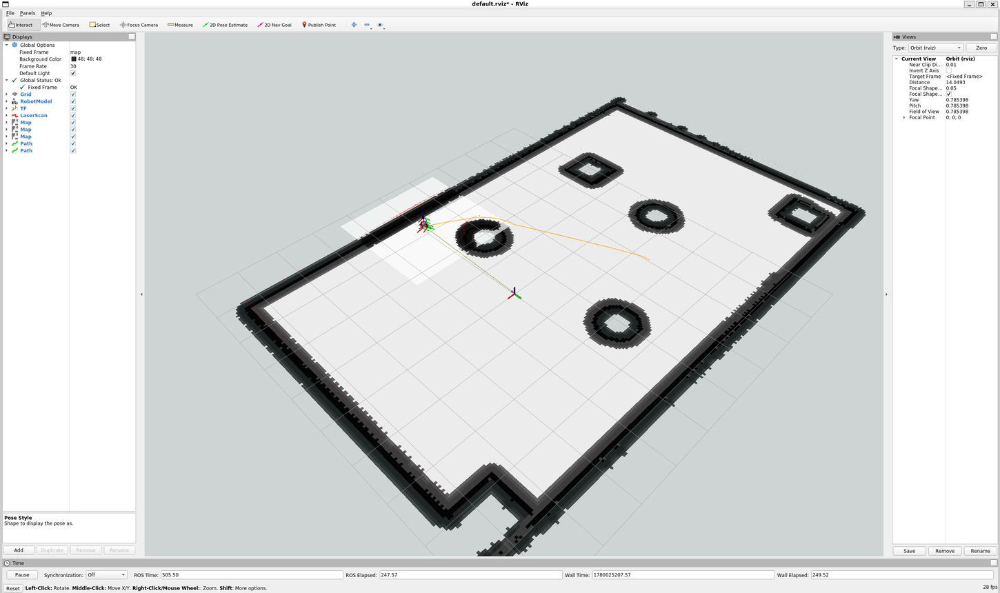 default.rviz* - RViz
File Panels Help
Interact Move Camera Select Focus Camera Measure 2D Pose Estimate 2D Nav Goal Publish Point
Displays
Global Options
Fixed Frame map
Background Color 48; 48; 48
Frame Rate 30
Default Light
Global Status: Ok
Fixed Frame OK
Grid
RobotModel
TF
LaserScan
Map
Map
Map
Path
Path
Pose Style
Shape to display the pose as.
Add Duplicate Remove Rename
Views
Type: Orbit (rviz) Zero
Current View Orbit (rviz)
Near Clip Di... 0.01
Invert Z Axis
Target Frame <Fixed Frame>
Distance 14.0493
Focal Shape... 0.05
Focal Shape...
Yaw 0.785398
Pitch 0.785398
Field of View 0.785398
Focal Point 0; 0; 0
Save Remove Rename
Time
Pause Synchronization: Off ROS Time: 505.50 ROS Elapsed: 247.57 Wall Time: 1780025207.57 Wall Elapsed: 249.52
Reset Left-Click: Rotate. Middle-Click: Move X/Y. Right-Click/Mouse Wheel:: Zoom. Shift: More options. 28 fps